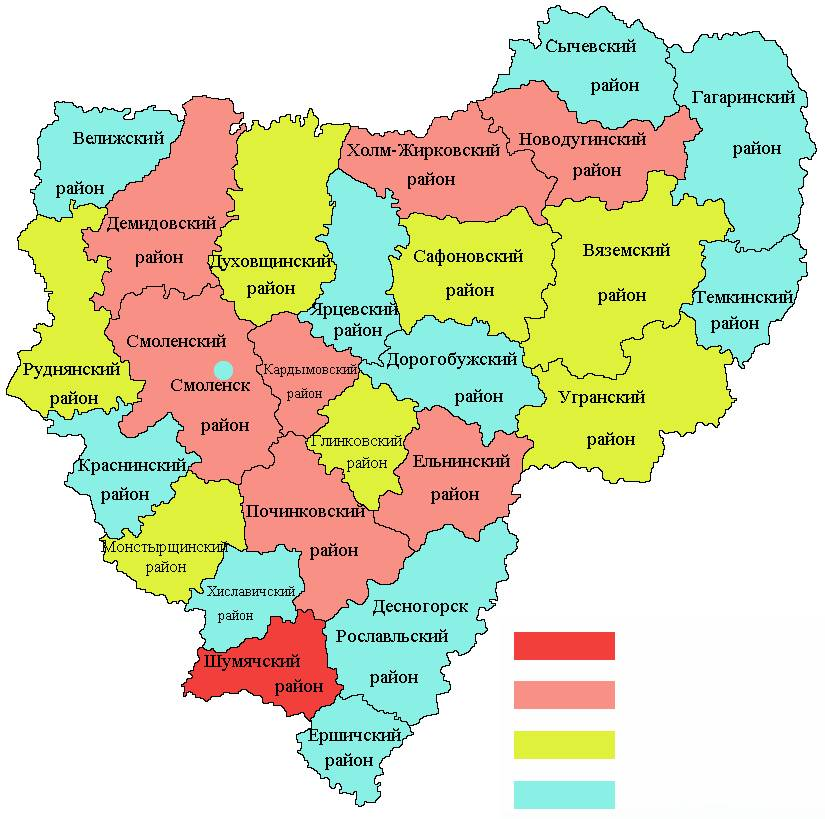 Сычевский
район
Гагаринский
район
Велижский
район
Новодугинский
район
Холм-Жирковский
район
Демидовский
район
Духовщинский
район
Сафоновский
район
Вяземский
район
Темкинский
район
Ярцевский
район
Смоленский
Смоленск
район
Кардымовский
район
Дорогобужский
район
Руднянский
район
Угранский
район
Глинковский
район
Ельнинский
район
Краснинский
район
Починковский
район
Монстырщинский
район
Хиславичский
район
Десногорск
Рославльский
район
Шумячский
район
Ершичский
район